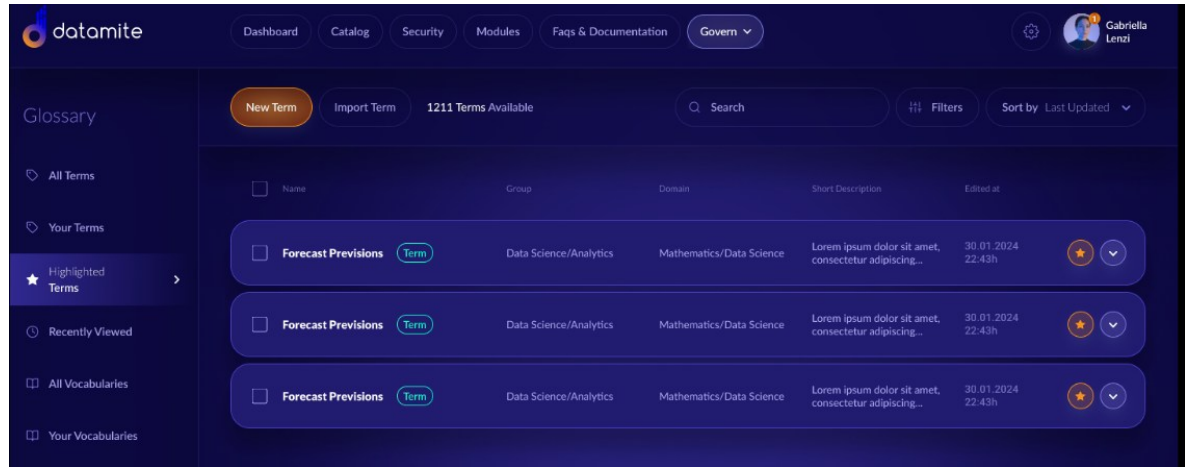 datamite
Dashboard Catalog Security Modules Faqs & Documentation Govern
1
Gabriella
Lenzi
Glossary
New Term Import Term 1211 Terms Available Search Filters Sort by Last Updated
All Terms
Your Terms
Highlighted
Terms
Recently Viewed
All Vocabularies
Your Vocabularies
Name Group Domain Short Description Edited at
Forecast Previsions Term Data Science/Analytics Mathematics/Data Science Lorem ipsum dolor sit amet, 30.01.2024
consectetur adipiscing... 22:43h
Forecast Previsions Term Data Science/Analytics Mathematics/Data Science Lorem ipsum dolor sit amet, 30.01.2024
consectetur adipiscing... 22:43h
Forecast Previsions Term Data Science/Analytics Mathematics/Data Science Lorem ipsum dolor sit amet, 30.01.2024
consectetur adipiscing... 22:43h